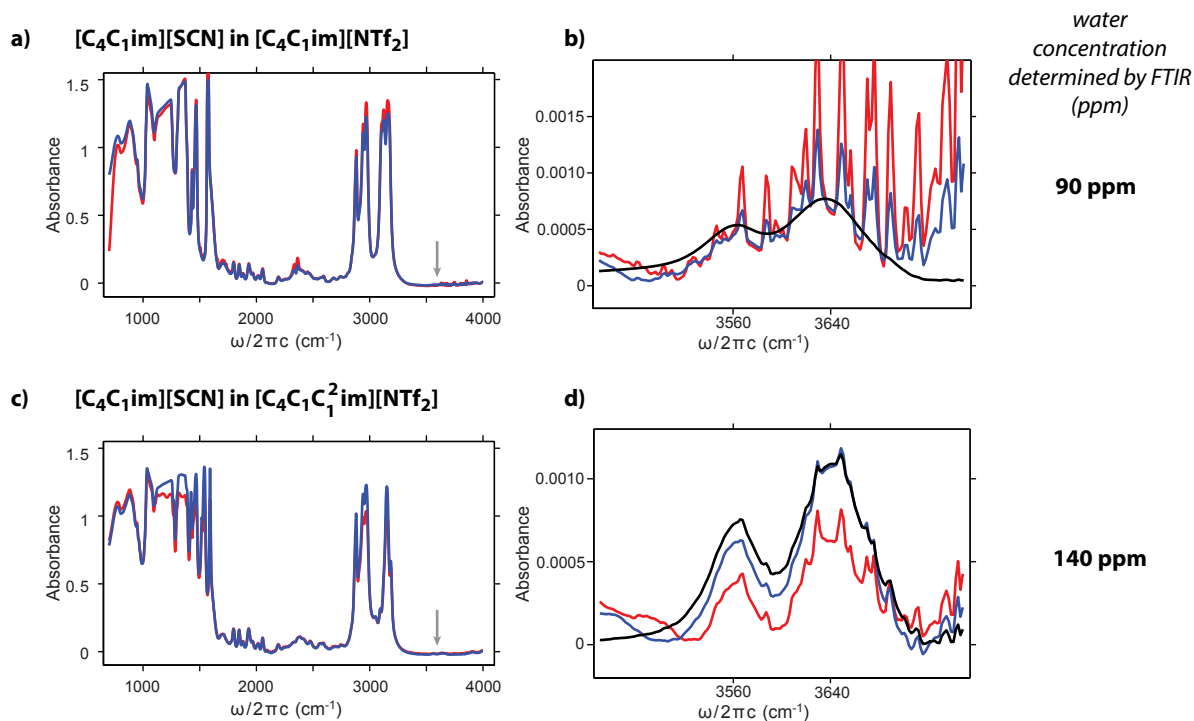 a) [C₄C₁im][SCN] in [C₄C₁im][NTf₂]
Absorbance
1.5
1
0.5
0
1000 2000 3000 4000
ω/2πc (cm⁻¹)
b)
Absorbance
0.0015
0.0010
0.0005
0
3560 3640
ω/2πc (cm⁻¹)
water
concentration
determined by FTIR
(ppm)
90 ppm
c) [C₄C₁im][SCN] in [C₄C₁C₁²im][NTf₂]
Absorbance
1.5
1
0.5
0
1000 2000 3000 4000
ω/2πc (cm⁻¹)
d)
Absorbance
0.0010
0.0005
0
3560 3640
ω/2πc (cm⁻¹)
140 ppm